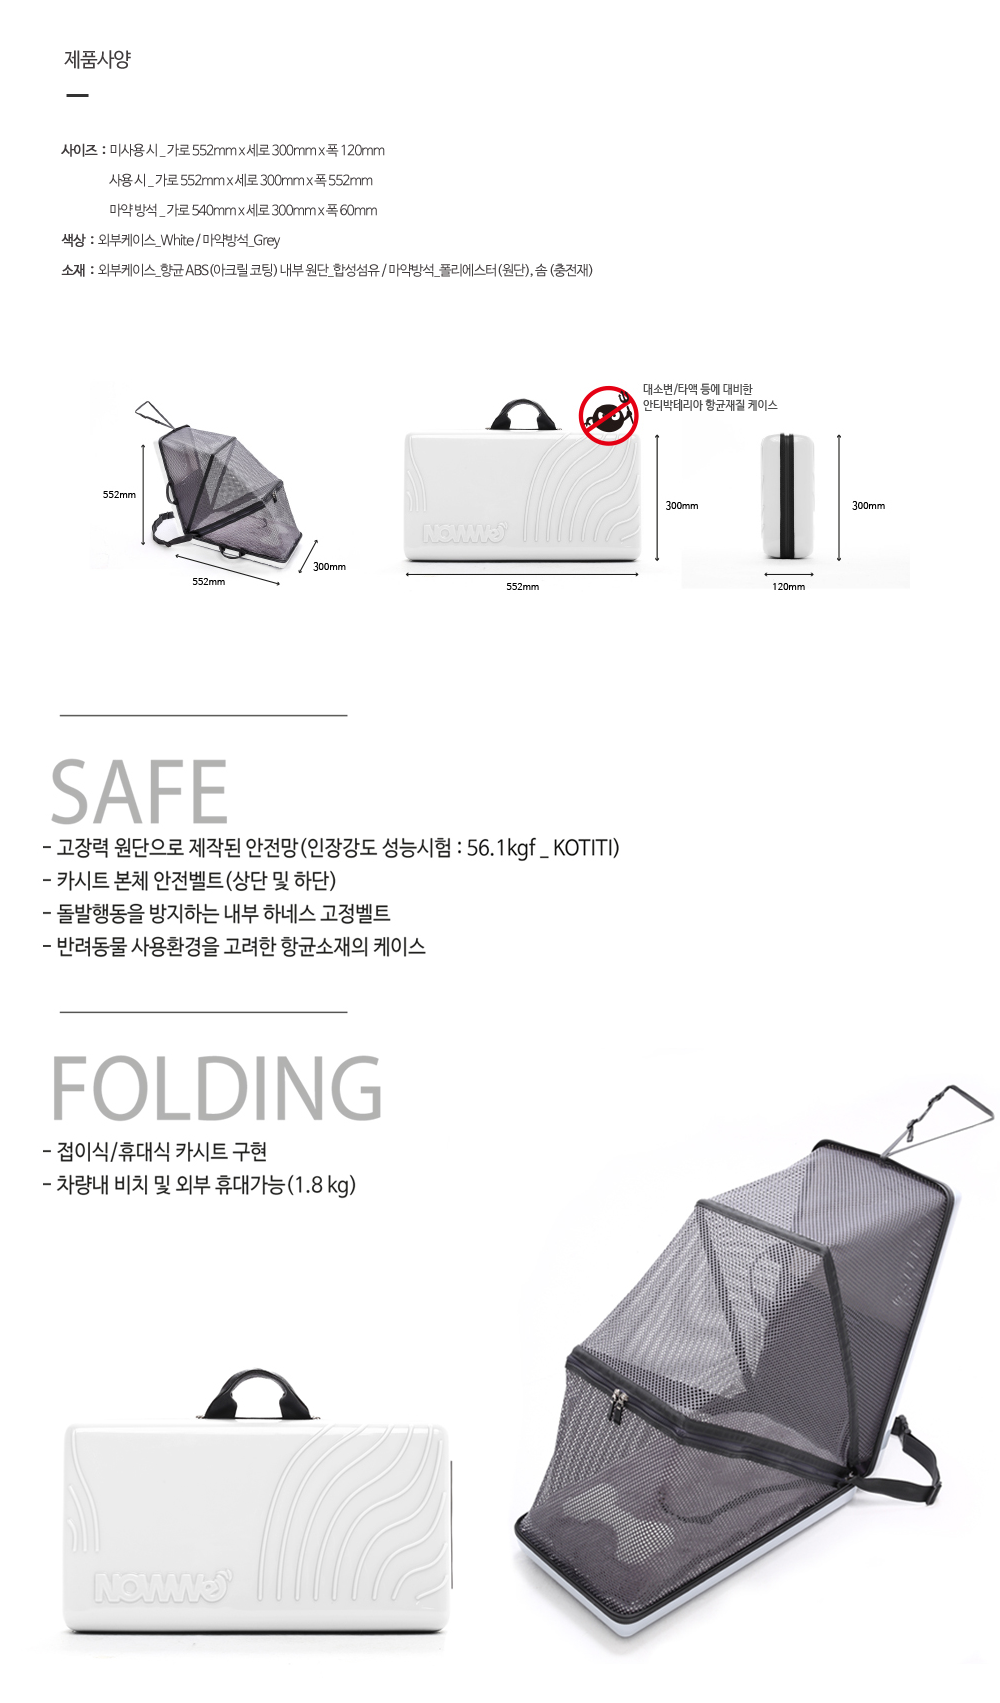 제품사양
사이즈 : 미사용 시 _ 가로 552mm x 세로 300mm x 폭 120mm
사용 시 _ 가로 552mm x 세로 300mm x 폭 552mm
마약 방석 _ 가로 540mm x 세로 300mm x 폭 60mm
색상 : 외부케이스_White / 마약방석_Grey
소재 : 외부케이스_향균 ABS (아크릴 코팅) 내부 원단_합성섬유 / 마약방석_폴리에스터 (원단) , 솜 (충전재)
대소변/타액 등에 대비한
안티박테리아 항균재질 케이스
552mm
552mm
300mm
NOWWWE
552mm
300mm
300mm
120mm
SAFE
- 고장력 원단으로 제작된 안전망 (인장강도 성능시험 : 56.1kgf _ KOTITI)
- 카시트 본체 안전벨트 (상단 및 하단)
- 돌발행동을 방지하는 내부 하네스 고정벨트
- 반려동물 사용환경을 고려한 항균소재의 케이스
FOLDING
- 접이식/휴대식 카시트 구현
- 차량내 비치 및 외부 휴대가능 (1.8 kg)
NOWWWE